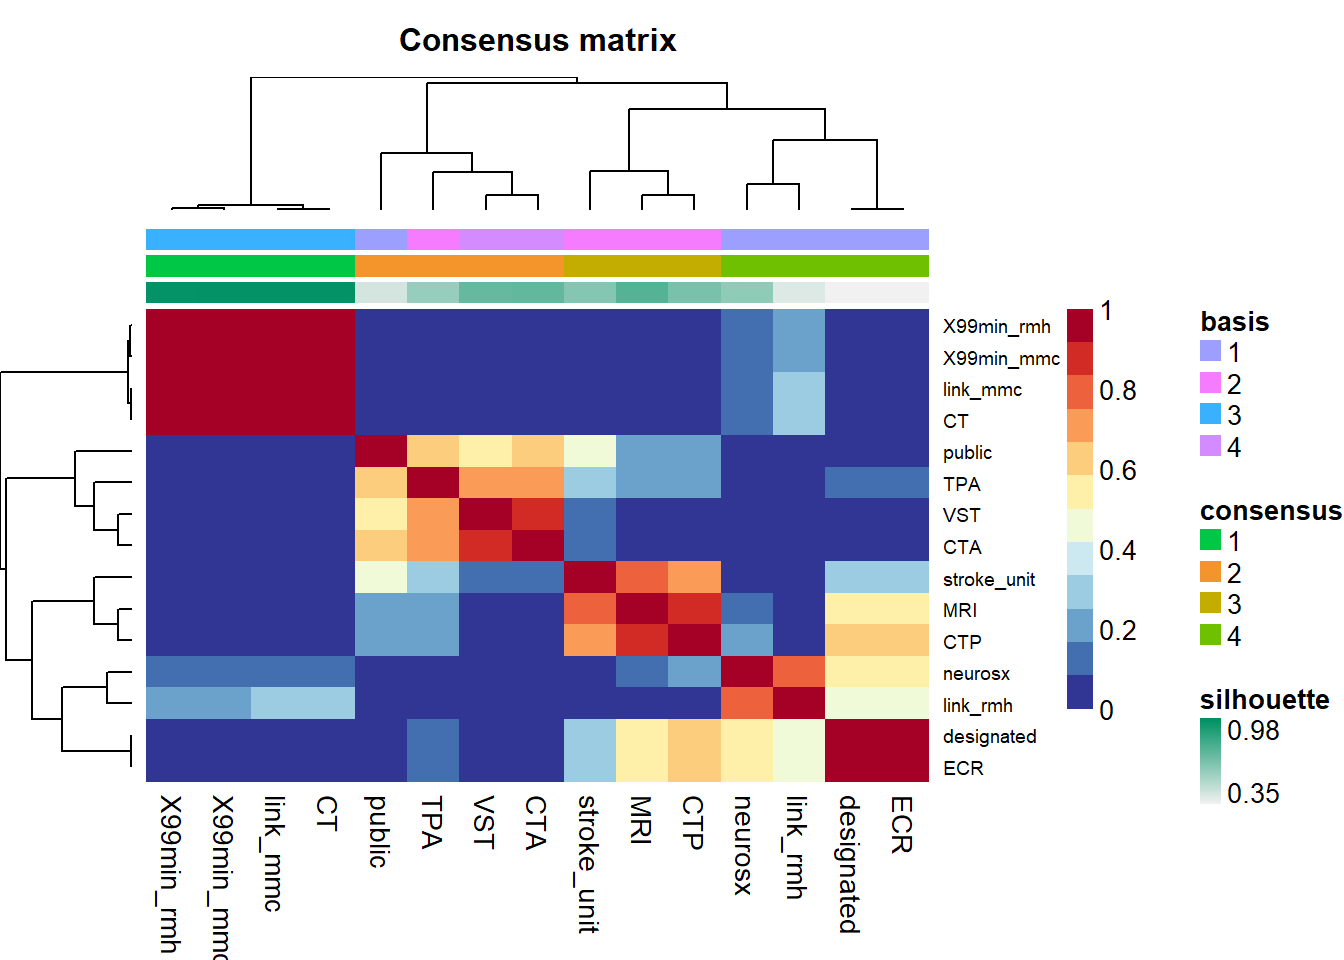 Consensus matrix
X99min_rmh
X99min_mmc
link_mmc
CT
public
TPA
VST
CTA
stroke_unit
MRI
CTP
neurosx
link_rmh
designated
ECR
1
0.8
0.6
0.4
0.2
0
basis
1
2
3
4
consensus
1
2
3
4
silhouette
0.98
0.35
X99min_rmh
X99min_mmc
link_mmc
CT
public
TPA
VST
CTA
stroke_unit
MRI
CTP
neurosx
link_rmh
designated
ECR